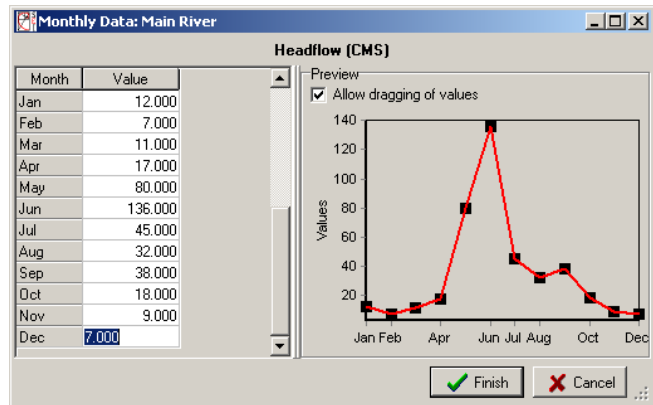 Monthly Data: Main River
Headflow (CMS)
Month Value
Jan 12.000
Feb 7.000
Mar 11.000
Apr 17.000
May 80.000
Jun 136.000
Jul 45.000
Aug 32.000
Sep 38.000
Oct 18.000
Nov 9.000
Dec 7.000
Preview
Allow dragging of values
140
120
100
80
60
40
20
Values
Jan Feb Apr Jun Jul Aug Oct Dec
Finish Cancel